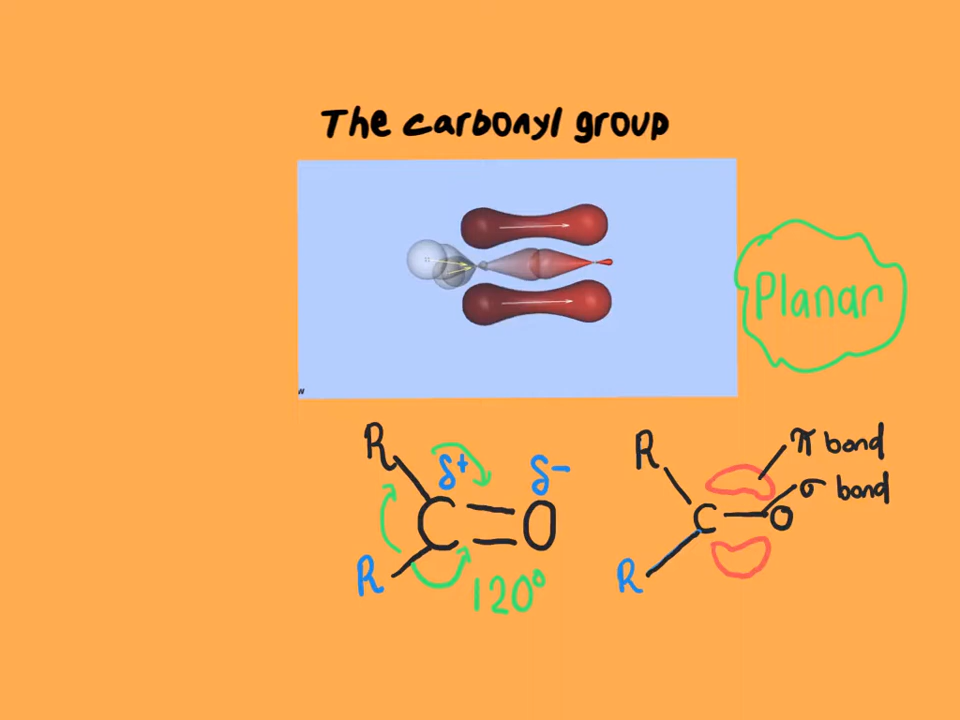 The carbonyl group
Planar
R
δ+
δ-
C
O
R
120°
R
π bond
σ bond
C
O
R